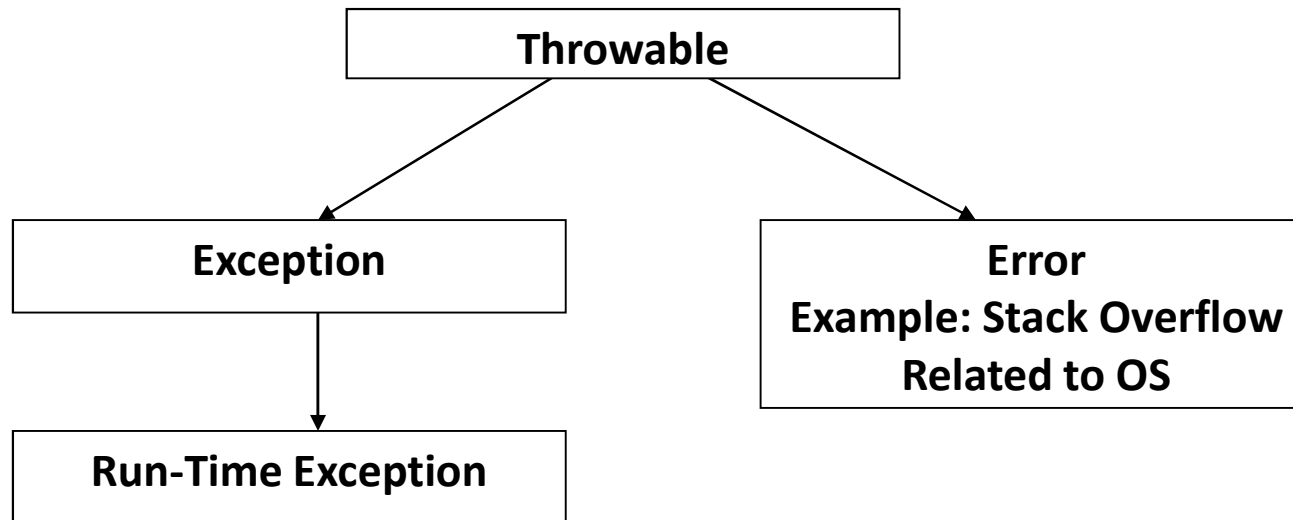 Throwable
Exception
Error
Example: Stack Overflow
Related to OS
Run-Time Exception